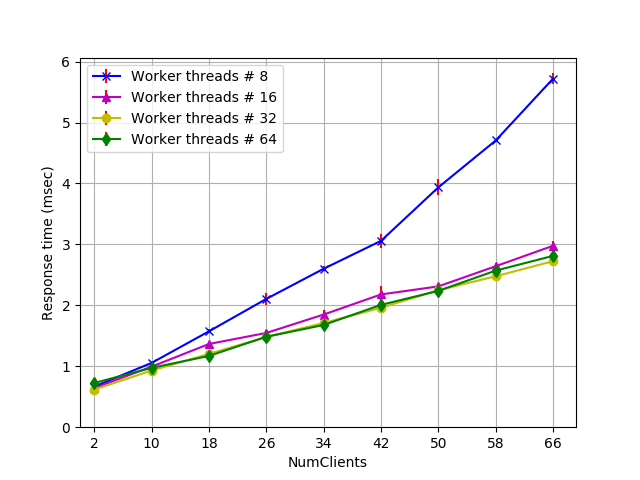 6
5
4
3
2
1
0
Response time (msec)
Worker threads # 8
Worker threads # 16
Worker threads # 32
Worker threads # 64
2 10 18 26 34 42 50 58 66
NumClients